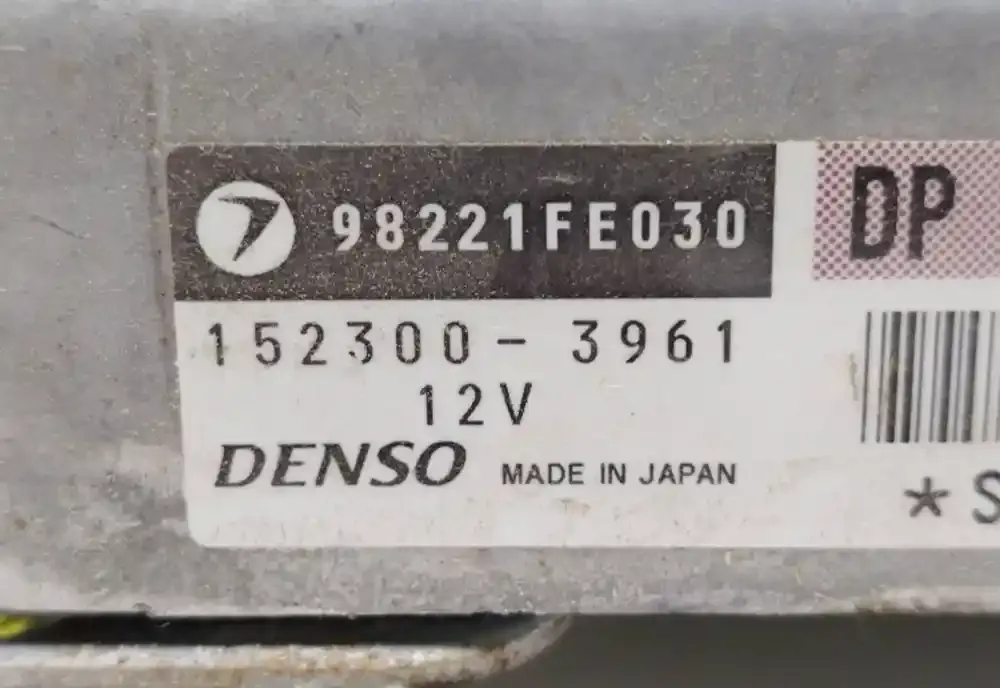 98221FE030
DP
152300-3961
12V
DENSO MADE IN JAPAN
*S